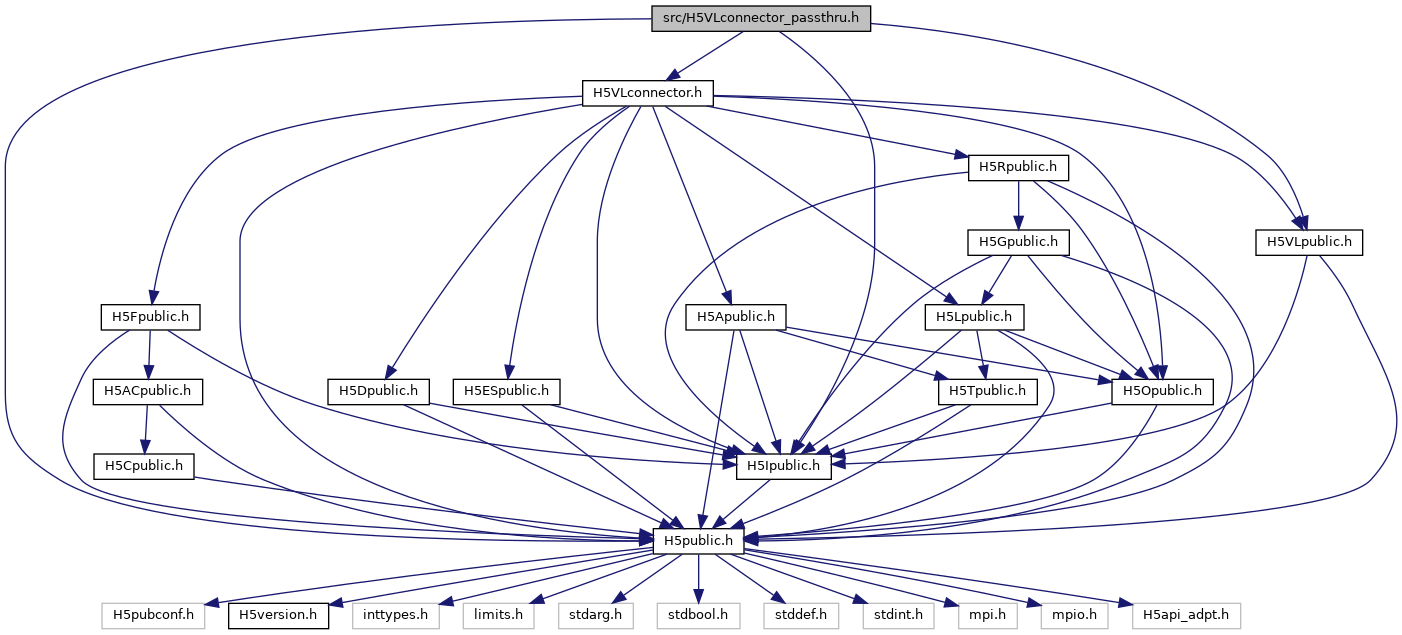 src/H5VLconnector_passthru.h
H5VLconnector.h
H5Rpublic.h
H5Gpublic.h
H5VLpublic.h
H5Fpublic.h
H5Apublic.h
H5Lpublic.h
H5ACpublic.h
H5Dpublic.h
H5ESpublic.h
H5Tpublic.h
H5Opublic.h
H5Cpublic.h
H5Ipublic.h
H5public.h
H5pubconf.h
H5version.h
inttypes.h
limits.h
stdarg.h
stdbool.h
stddef.h
stdint.h
mpi.h
mpio.h
H5api_adpt.h